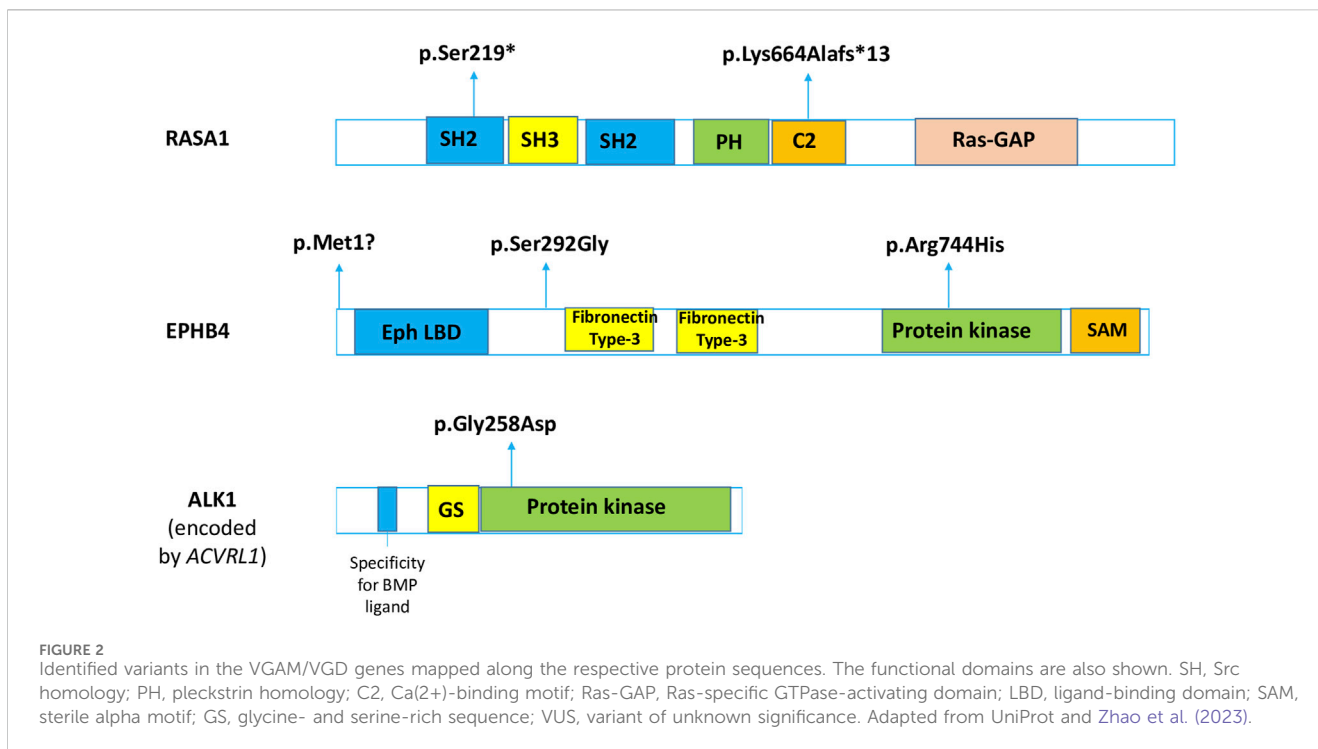 p.Ser219*
p.Lys664Alafs*13
RASA1
SH2
SH3
SH2
PH
C2
Ras-GAP
p.Met1?
p.Ser292Gly
p.Arg744His
EPHB4
Eph LBD
Fibronectin
Type-3
Fibronectin
Type-3
Protein kinase
SAM
p.Gly258Asp
ALK1
(encoded
by ACVRL1)
GS
Protein kinase
Specificity
for BMP
ligand
FIGURE 2
Identified variants in the VGAM/VGD genes mapped along the respective protein sequences. The functional domains are also shown. SH, Src
homology; PH, pleckstrin homology; C2, Ca(2+)-binding motif; Ras-GAP, Ras-specific GTPase-activating domain; LBD, ligand-binding domain; SAM,
sterile alpha motif; GS, glycine- and serine-rich sequence; VUS, variant of unknown significance. Adapted from UniProt and Zhao et al. (2023).